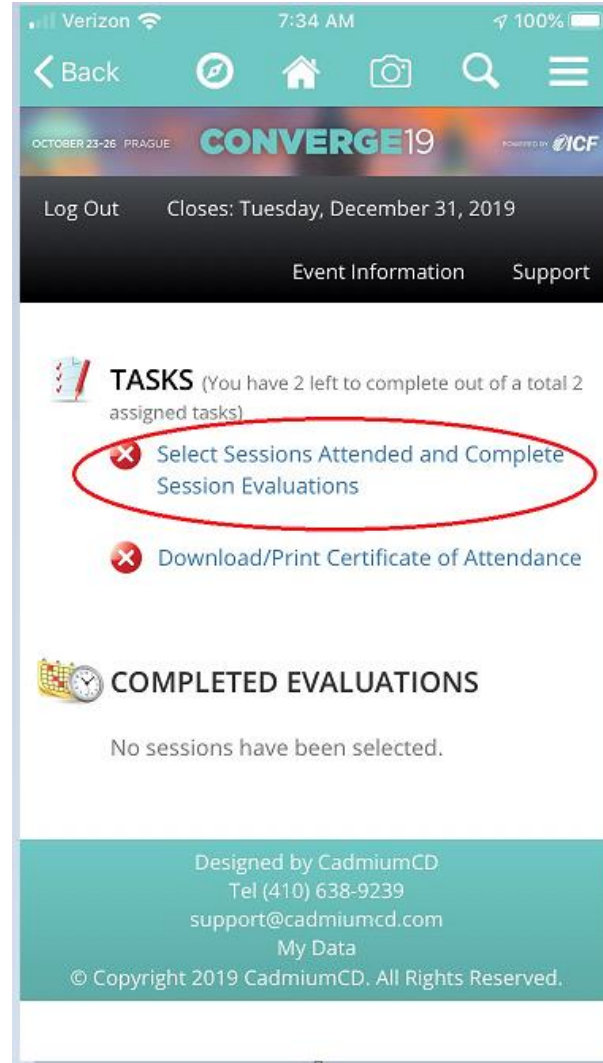 Verizon 7:34 AM 100%
Back
OCTOBER 23-26 PRAGUE CONVERGE19 POWERED BY ICF
Log Out Closes: Tuesday, December 31, 2019
Event Information Support
TASKS (You have 2 left to complete out of a total 2
assigned tasks)
Select Sessions Attended and Complete
Session Evaluations
Download/Print Certificate of Attendance
COMPLETED EVALUATIONS
No sessions have been selected.
Designed by CadmiumCD
Tel (410) 638-9239
support@cadmiumcd.com
My Data
© Copyright 2019 CadmiumCD. All Rights Reserved.